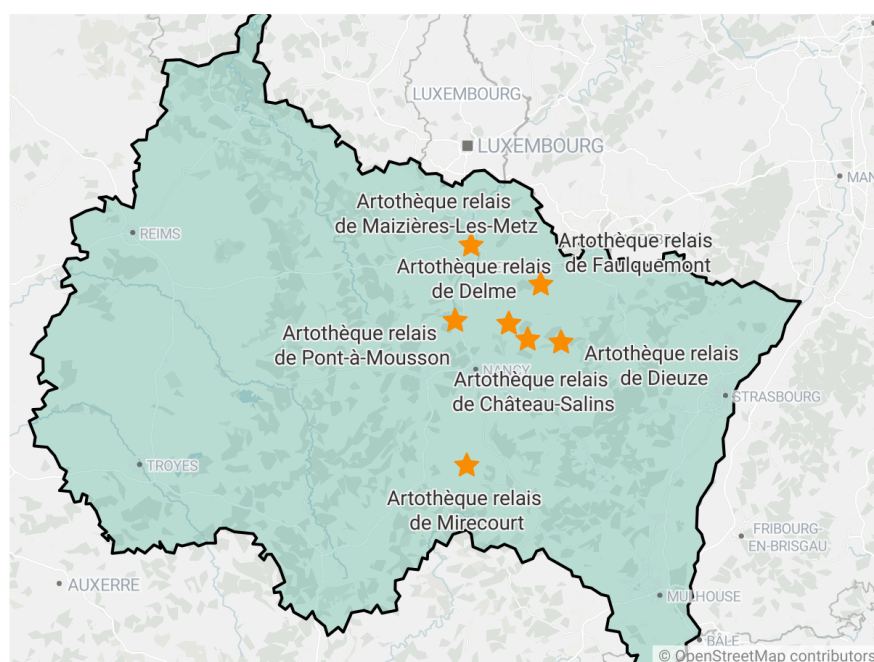 LUXEMBOURG
LUXEMBOURG
MAN
Artothèque relais
de Maizières-Les-Metz
REIMS
Artothèque relais
de Faulquemont
Artothèque relais
de Delme
Artothèque relais
de Pont-à-Mousson
Artothèque relais
de Dieuze
NANCY
Artothèque relais
de Château-Salins
STRASBOURG
TROYES
Artothèque relais
de Mirecourt
FRIBOURG-
EN-BRISGAU
AUXERRE
MULHOUSE
BÂLE
© OpenStreetMap contributors